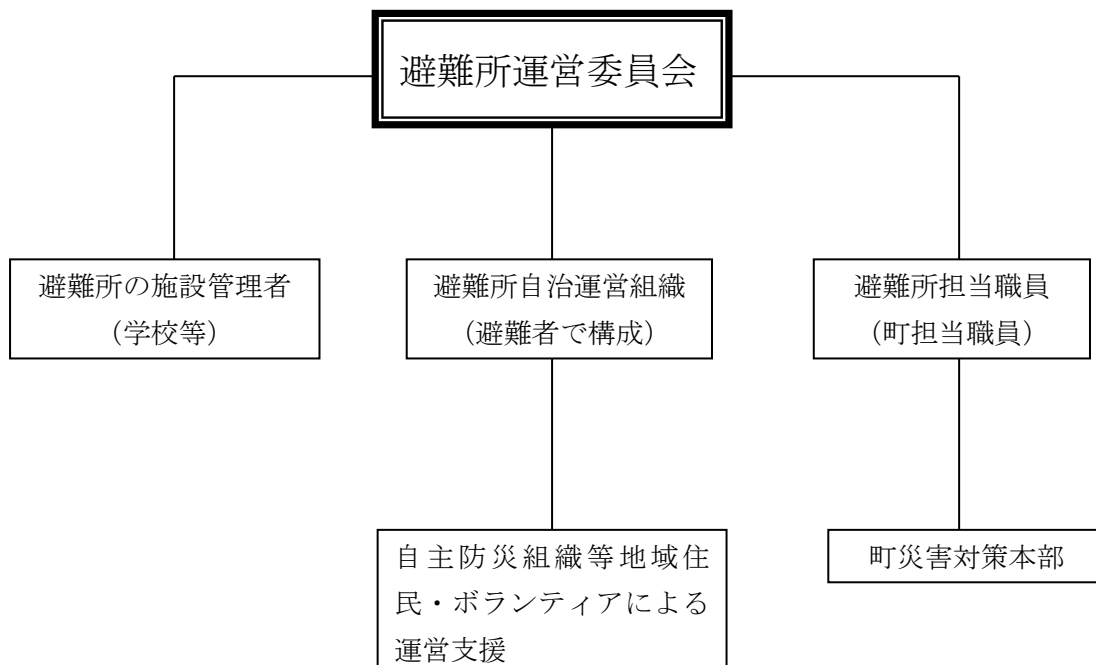 避難所運営委員会
避難所の施設管理者
（学校等）
避難所自治運営組織
（避難者で構成）
避難所担当職員
（町担当職員）
自主防災組織等地域住
民・ボランティアによる
運営支援
町災害対策本部